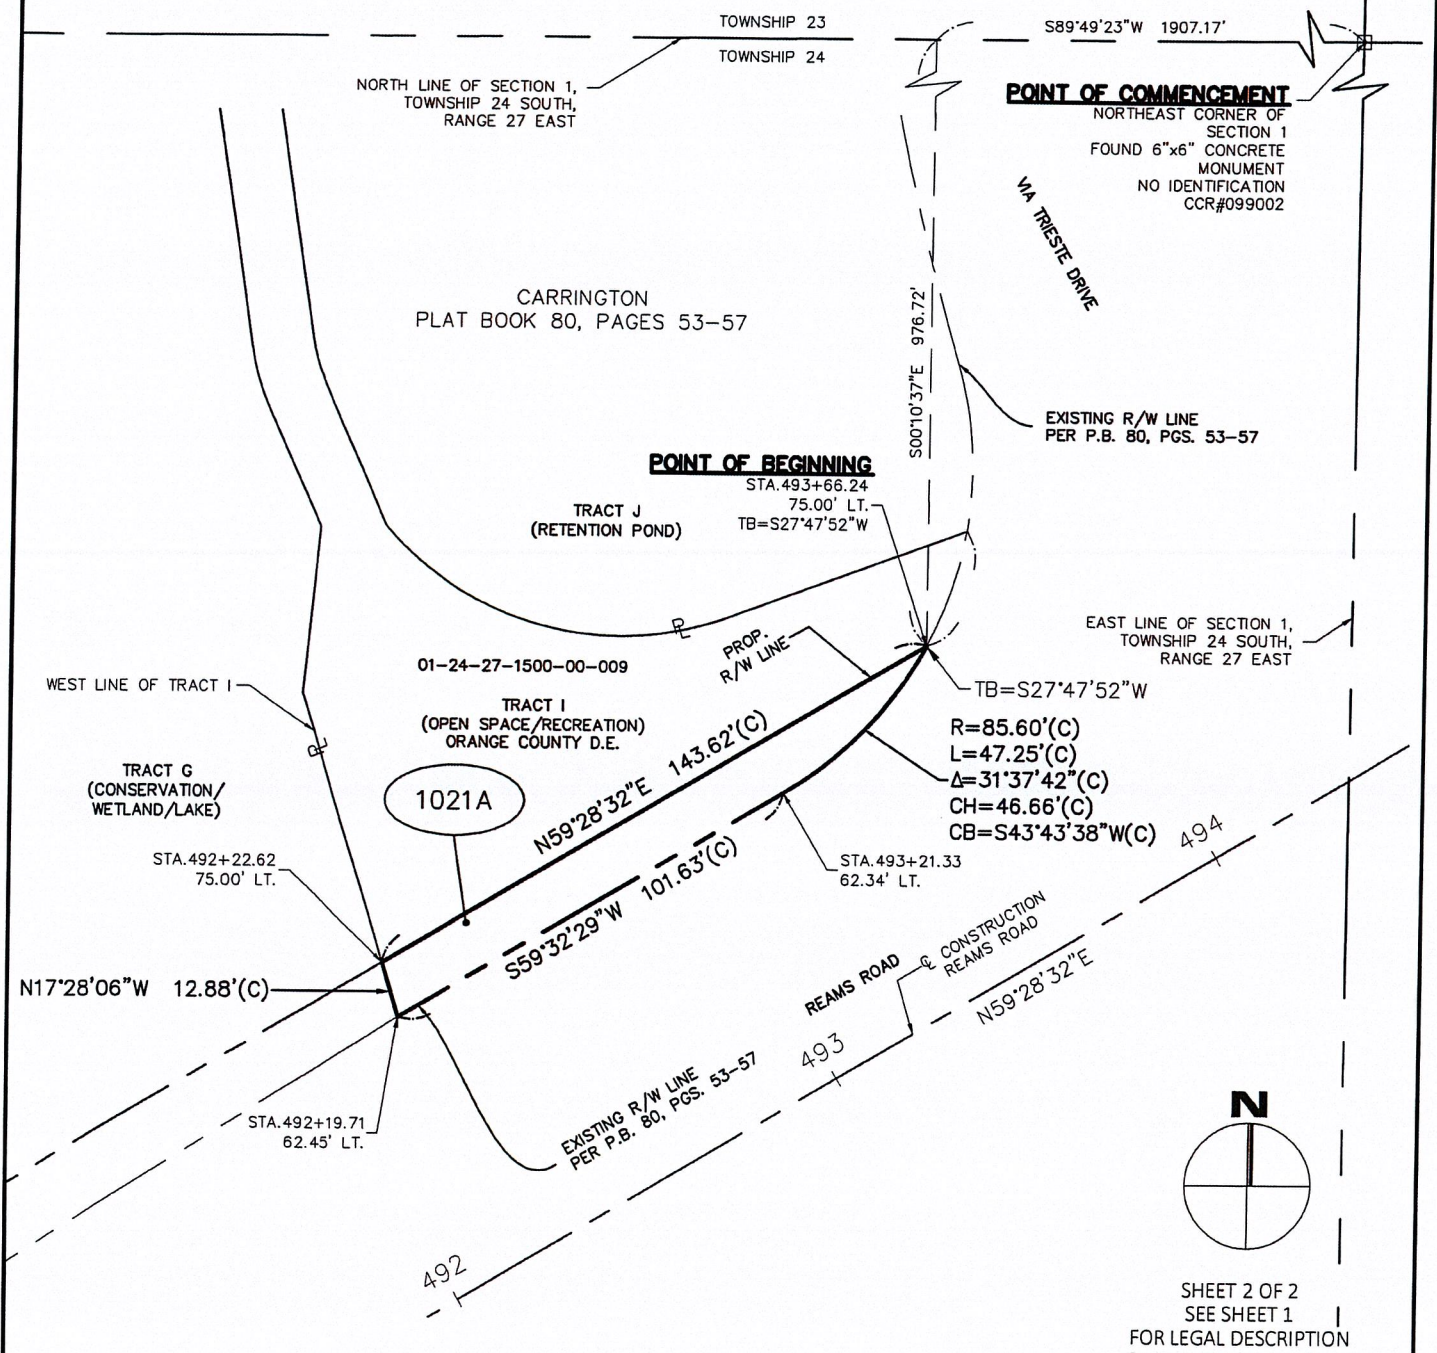 TOWNSHIP 23
TOWNSHIP 24
S89°49'23"W 1907.17'
NORTH LINE OF SECTION 1,
TOWNSHIP 24 SOUTH,
RANGE 27 EAST
POINT OF COMMENCEMENT
NORTHEAST CORNER OF
SECTION 1
FOUND 6"x6" CONCRETE
MONUMENT
NO IDENTIFICATION
CCR#099002
VIA TRIESTE DRIVE
CARRINGTON
PLAT BOOK 80, PAGES 53-57
S00°10'37"E 976.72'
EXISTING R/W LINE
PER P.B. 80, PGS. 53-57
POINT OF BEGINNING
STA.493+66.24
75.00' LT.
TB=S27°47'52"W
TRACT J
(RETENTION POND)
PL
EAST LINE OF SECTION 1,
TOWNSHIP 24 SOUTH,
RANGE 27 EAST
PROP.
R/W LINE
01-24-27-1500-00-009
WEST LINE OF TRACT I
TRACT I
(OPEN SPACE/RECREATION)
ORANGE COUNTY D.E.
TB=S27°47'52"W
R=85.60'(C)
L=47.25'(C)
Δ=31°37'42"(C)
CH=46.66'(C)
CB=S43°43'38"W(C)
PL
TRACT G
(CONSERVATION/
WETLAND/LAKE)
1021A
N59°28'32"E 143.62'(C)
S59°32'29"W 101.63'(C)
STA.492+22.62
75.00' LT.
STA.493+21.33
62.34' LT.
494
N17°28'06"W 12.88'(C)
REAMS ROAD
CL CONSTRUCTION
REAMS ROAD
N59°28'32"E
493
STA.492+19.71
62.45' LT.
EXISTING R/W LINE
PER P.B. 80, PGS. 53-57
492
N
SHEET 2 OF 2
SEE SHEET 1
FOR LEGAL DESCRIPTION